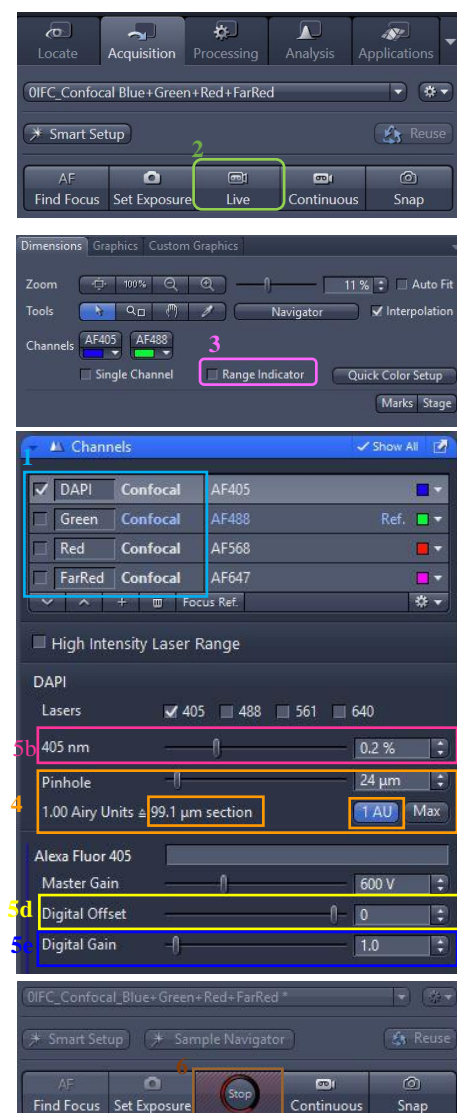 Locate Acquisition Processing Analysis Applications
0IFC_Confocal Blue+Green+Red+FarRed
Smart Setup Reuse
2
AF
Find Focus Set Exposure Live Continuous Snap
Dimensions Graphics Custom Graphics
Zoom 100% 11 % Auto Fit
Tools Navigator Interpolation
Channels AF405 AF488
3
Single Channel Range Indicator Quick Color Setup
Marks Stage
Channels Show All
1
DAPI Confocal AF405
Green Confocal AF488 Ref.
Red Confocal AF568
FarRed Confocal AF647
Focus Ref.
High Intensity Laser Range
DAPI
Lasers 405 488 561 640
5b 405 nm 0.2 %
Pinhole 24 µm
4 1.00 Airy Units ≙ 99.1 µm section 1 AU Max
Alexa Fluor 405
Master Gain 600 V
5d Digital Offset 0
Digital Gain 1.0
0IFC_Confocal_Blue+Green+Red+FarRed *
Smart Setup Sample Navigator Reuse
6
AF
Find Focus Set Exposure Stop Continuous Snap